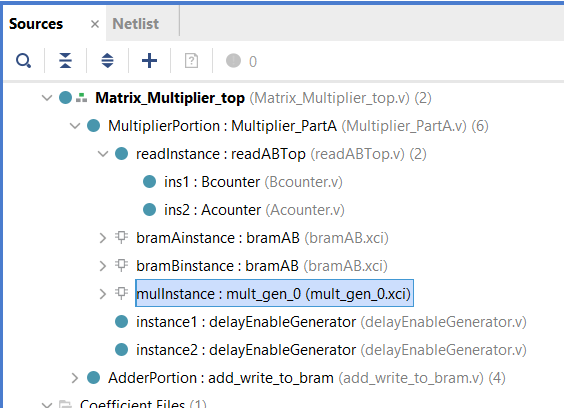 Sources × Netlist
0
Matrix_Multiplier_top (Matrix_Multiplier_top.v) (2)
MultiplierPortion : Multiplier_PartA (Multiplier_PartA.v) (6)
readInstance : readABTop (readABTop.v) (2)
ins1 : Bcounter (Bcounter.v)
ins2 : Acounter (Acounter.v)
bramAinstance : bramAB (bramAB.xci)
bramBinstance : bramAB (bramAB.xci)
mulInstance : mult_gen_0 (mult_gen_0.xci)
instance1 : delayEnableGenerator (delayEnableGenerator.v)
instance2 : delayEnableGenerator (delayEnableGenerator.v)
AdderPortion : add_write_to_bram (add_write_to_bram.v) (4)
Coefficient Files (1)